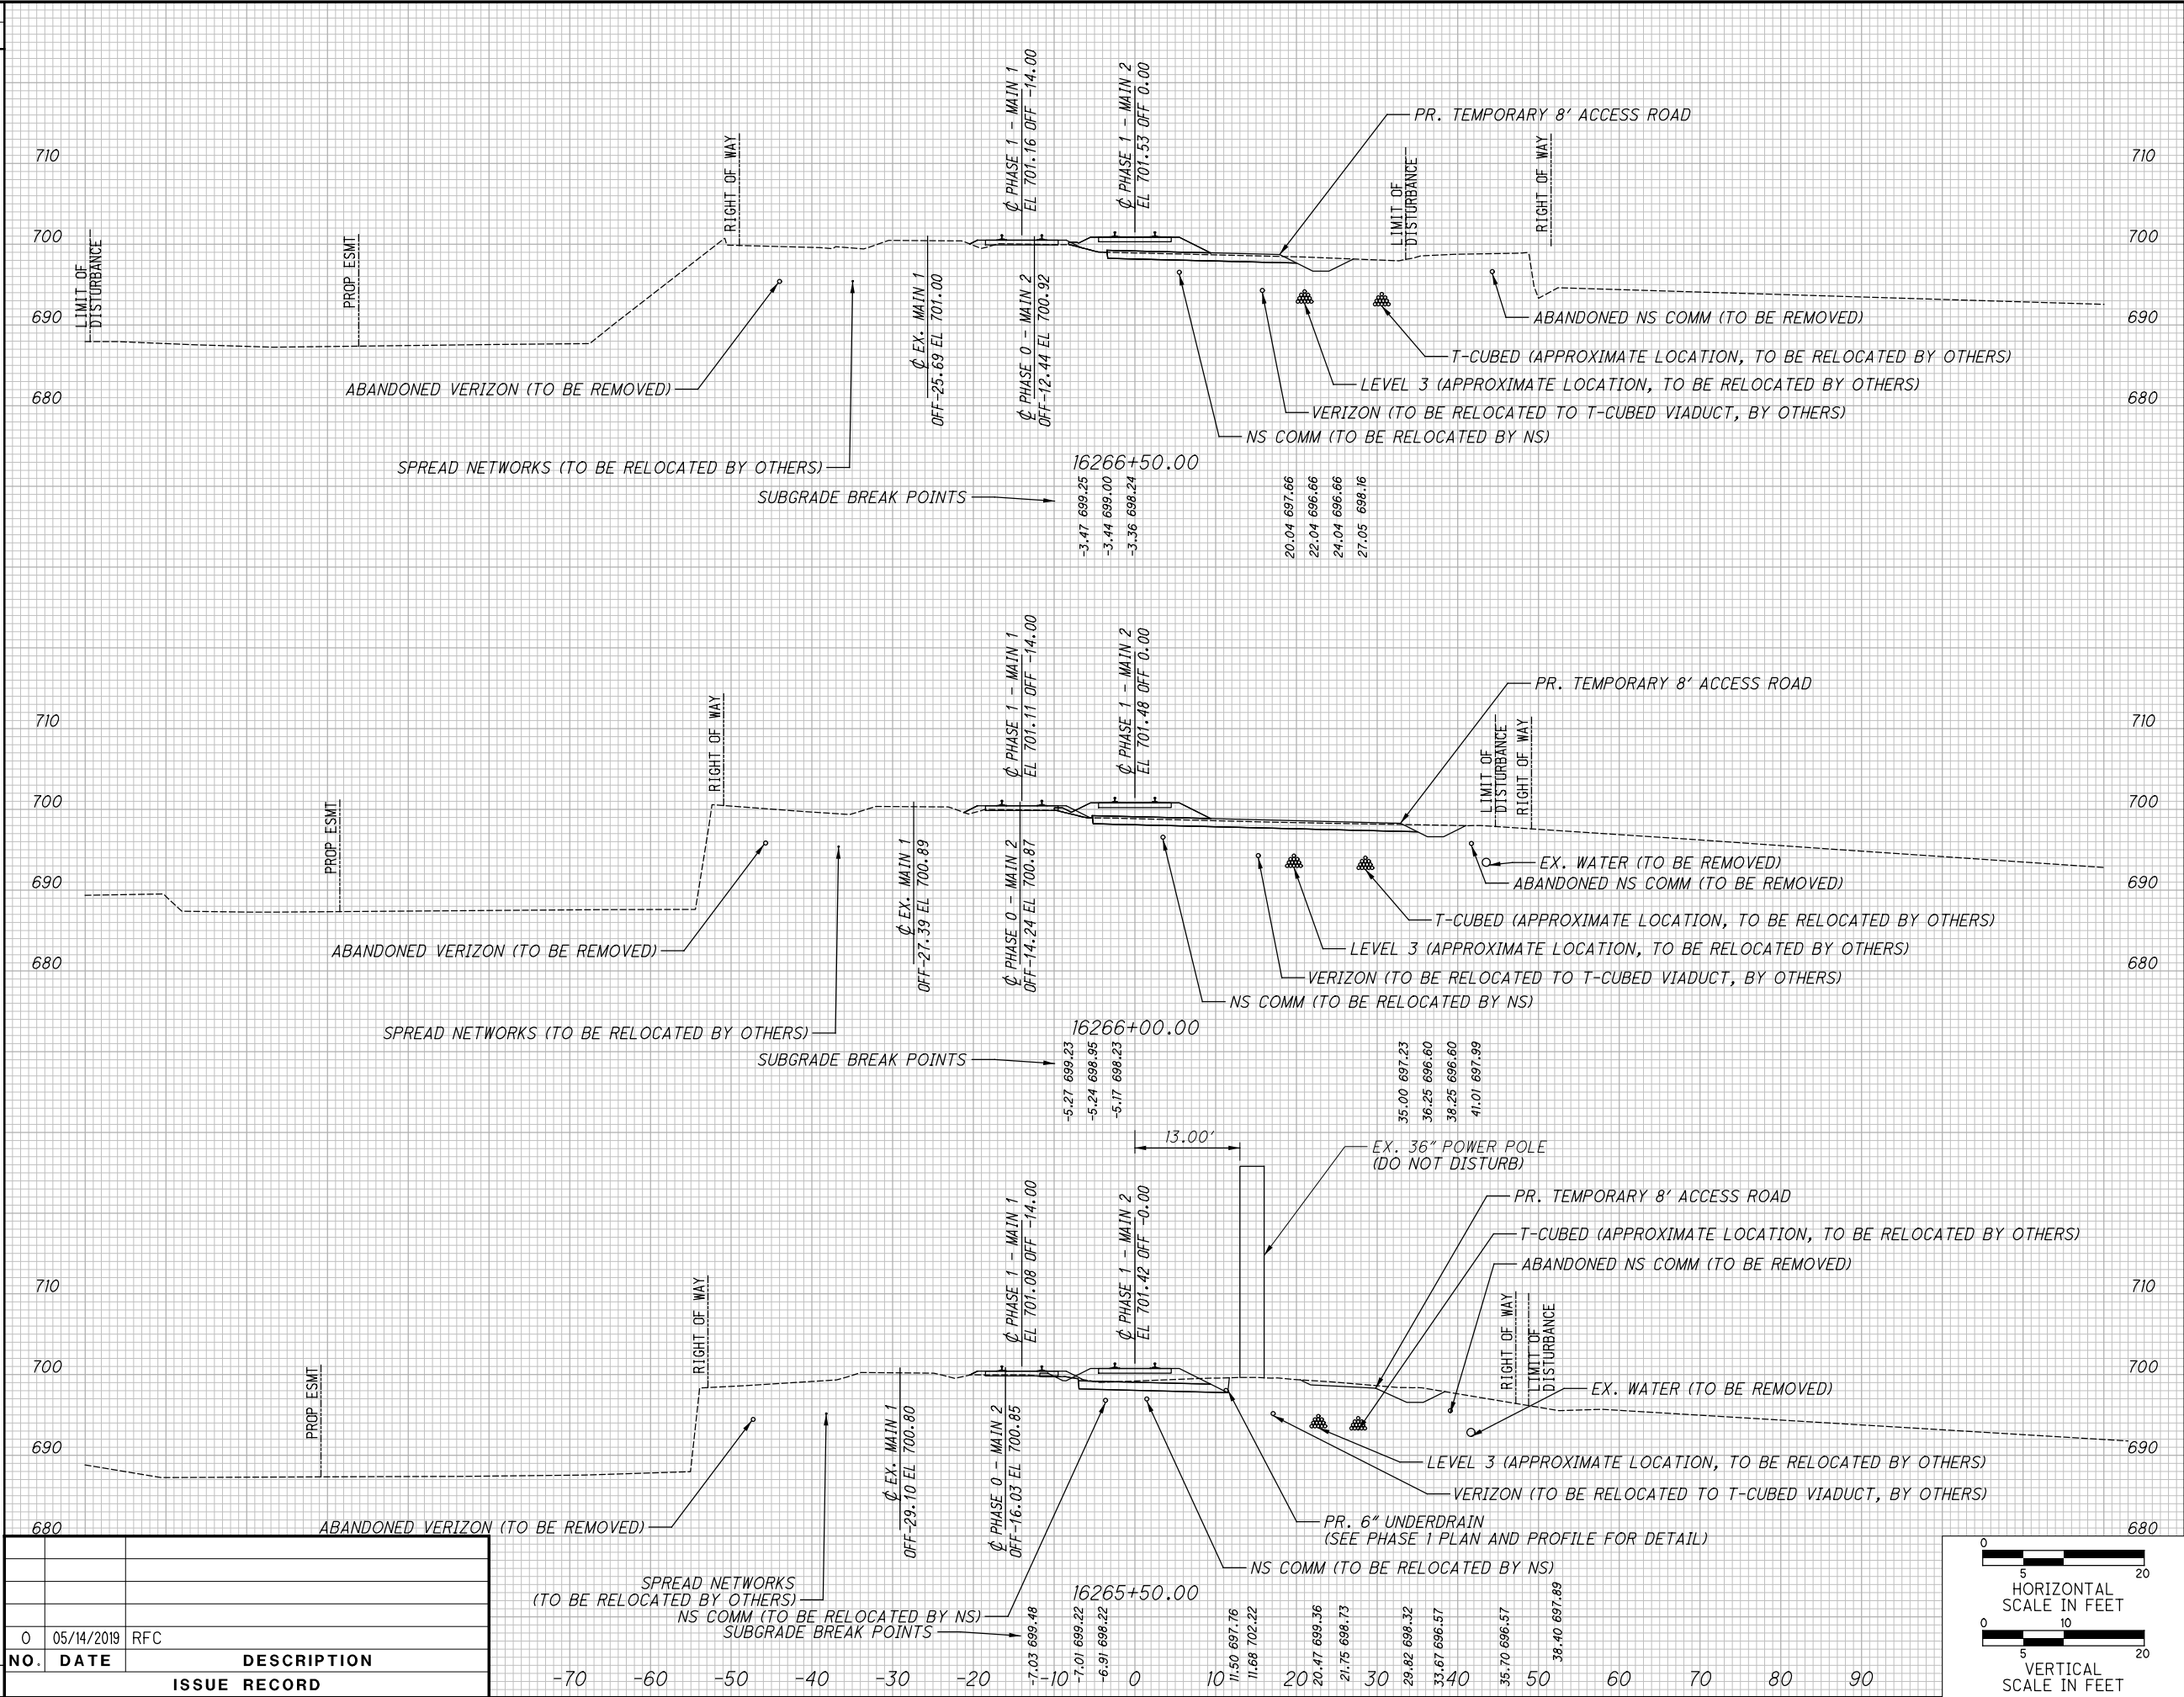 ℄ PHASE 1 - MAIN 1
EL 701.16 OFF -14.00
℄ PHASE 1 - MAIN 2
EL 701.53 OFF 0.00
PR. TEMPORARY 8' ACCESS ROAD
710
RIGHT OF WAY
LIMIT OF
DISTURBANCE
RIGHT OF WAY
710
700
LIMIT OF
DISTURBANCE
PROP ESMT
700
690
℄ EX. MAIN 1
OFF-25.69 EL 701.00
℄ PHASE 0 - MAIN 2
OFF-12.44 EL 700.92
ABANDONED NS COMM (TO BE REMOVED)
690
T-CUBED (APPROXIMATE LOCATION, TO BE RELOCATED BY OTHERS)
ABANDONED VERIZON (TO BE REMOVED)
LEVEL 3 (APPROXIMATE LOCATION, TO BE RELOCATED BY OTHERS)
680
680
VERIZON (TO BE RELOCATED TO T-CUBED VIADUCT, BY OTHERS)
NS COMM (TO BE RELOCATED BY NS)
SPREAD NETWORKS (TO BE RELOCATED BY OTHERS)
16266+50.00
SUBGRADE BREAK POINTS
-3.47 699.25
-3.44 699.00
-3.36 698.24
20.04 697.66
22.04 696.66
24.04 696.66
27.05 698.16
℄ PHASE 1 - MAIN 1
EL 701.11 OFF -14.00
℄ PHASE 1 - MAIN 2
EL 701.48 OFF 0.00
PR. TEMPORARY 8' ACCESS ROAD
710
RIGHT OF WAY
LIMIT OF
DISTURBANCE
RIGHT OF WAY
710
700
PROP ESMT
700
℄ EX. MAIN 1
OFF-27.39 EL 700.89
℄ PHASE 0 - MAIN 2
OFF-14.24 EL 700.87
EX. WATER (TO BE REMOVED)
690
ABANDONED NS COMM (TO BE REMOVED)
690
T-CUBED (APPROXIMATE LOCATION, TO BE RELOCATED BY OTHERS)
ABANDONED VERIZON (TO BE REMOVED)
LEVEL 3 (APPROXIMATE LOCATION, TO BE RELOCATED BY OTHERS)
680
680
VERIZON (TO BE RELOCATED TO T-CUBED VIADUCT, BY OTHERS)
NS COMM (TO BE RELOCATED BY NS)
SPREAD NETWORKS (TO BE RELOCATED BY OTHERS)
16266+00.00
SUBGRADE BREAK POINTS
-5.27 699.23
-5.24 698.95
-5.17 698.23
35.00 697.23
36.25 696.60
38.25 696.60
41.01 697.99
13.00'
EX. 36" POWER POLE
(DO NOT DISTURB)
℄ PHASE 1 - MAIN 1
EL 701.08 OFF -14.00
℄ PHASE 1 - MAIN 2
EL 701.42 OFF -0.00
PR. TEMPORARY 8' ACCESS ROAD
T-CUBED (APPROXIMATE LOCATION, TO BE RELOCATED BY OTHERS)
ABANDONED NS COMM (TO BE REMOVED)
710
RIGHT OF WAY
RIGHT OF WAY
LIMIT OF
DISTURBANCE
710
700
PROP ESMT
700
EX. WATER (TO BE REMOVED)
690
℄ EX. MAIN 1
OFF-29.10 EL 700.80
℄ PHASE 0 - MAIN 2
OFF-16.03 EL 700.85
690
LEVEL 3 (APPROXIMATE LOCATION, TO BE RELOCATED BY OTHERS)
VERIZON (TO BE RELOCATED TO T-CUBED VIADUCT, BY OTHERS)
680
ABANDONED VERIZON (TO BE REMOVED)
PR. 6" UNDERDRAIN
(SEE PHASE 1 PLAN AND PROFILE FOR DETAIL)
680
NS COMM (TO BE RELOCATED BY NS)
SPREAD NETWORKS
(TO BE RELOCATED BY OTHERS)
16265+50.00
NS COMM (TO BE RELOCATED BY NS)
SUBGRADE BREAK POINTS
-7.03 699.48
-7.01 699.22
-6.91 698.22
11.50 697.76
11.68 702.22
20.47 699.36
21.75 698.73
29.82 698.32
33.67 696.57
35.70 696.57
38.40 697.89
-70 -60 -50 -40 -30 -20 -10 0 10 20 30 40 50 60 70 80 90
0
5 20
HORIZONTAL
SCALE IN FEET
0 10
5 20
VERTICAL
SCALE IN FEET
0 05/14/2019 RFC
NO. DATE DESCRIPTION
ISSUE RECORD